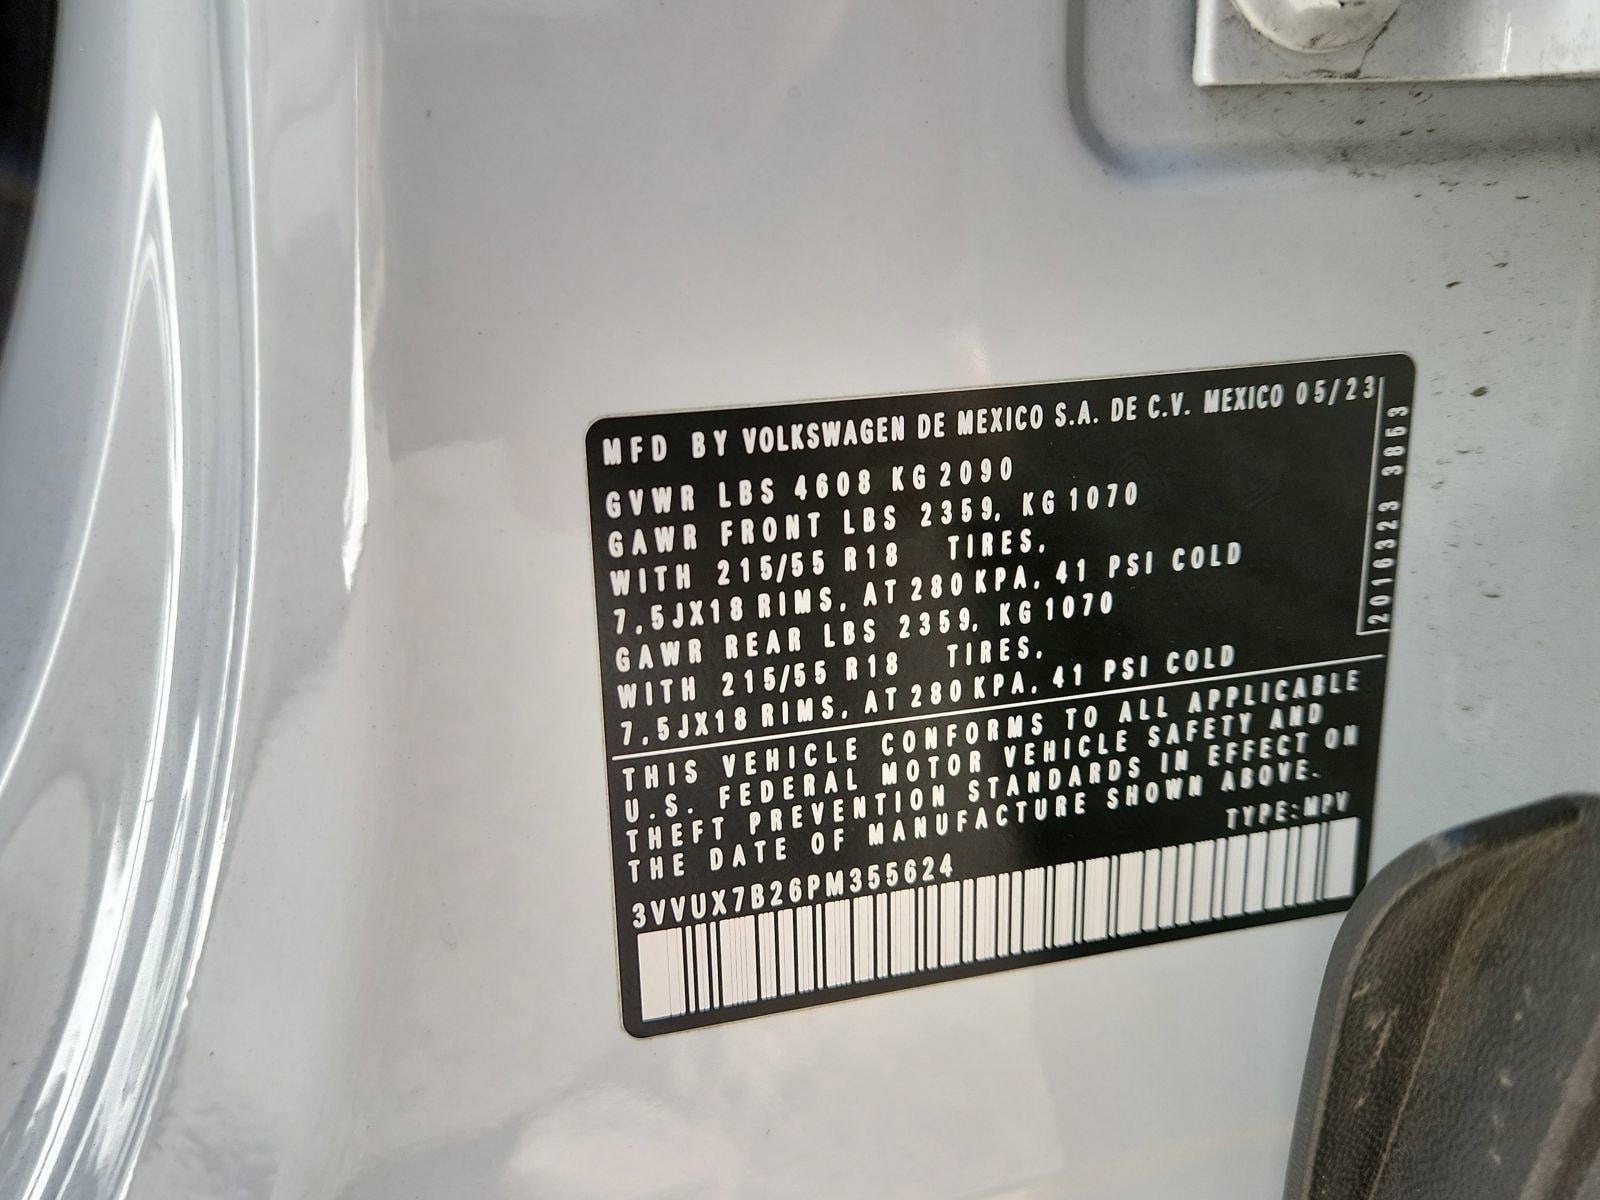 MFD BY VOLKSWAGEN DE MEXICO S.A. DE C.V. MEXICO 05/23
GVWR LBS 4608 KG 2090
GAWR FRONT LBS 2359, KG 1070
WITH 215/55 R18 TIRES,
7,5JX18 RIMS, AT 280 KPA, 41 PSI COLD
GAWR REAR LBS 2359, KG 1070
WITH 215/55 R18 TIRES,
7,5JX18 RIMS, AT 280 KPA, 41 PSI COLD
2016323 3863
THIS VEHICLE CONFORMS TO ALL APPLICABLE
U.S. FEDERAL MOTOR VEHICLE SAFETY AND
THEFT PREVENTION STANDARDS IN EFFECT ON
THE DATE OF MANUFACTURE SHOWN ABOVE.
TYPE:MPV
3VVUX7B26PM355624